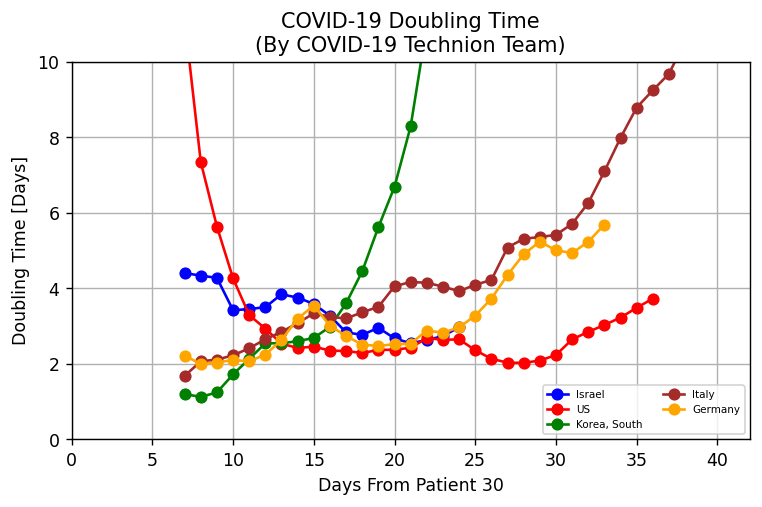 COVID-19 Doubling Time
(By COVID-19 Technion Team)
Doubling Time [Days]
10
8
6
4
2
0
0 5 10 15 20 25 30 35 40
Days From Patient 30
Israel
US
Korea, South
Italy
Germany